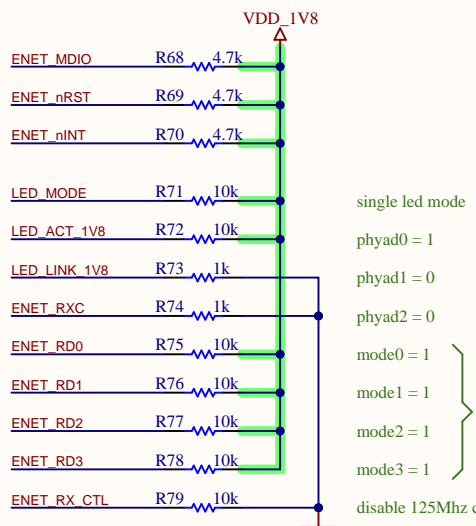 VDD_1V8
ENET_MDIO R68 4.7k
ENET_nRST R69 4.7k
ENET_nINT R70 4.7k
LED_MODE R71 10k single led mode
LED_ACT_1V8 R72 10k phyad0 = 1
LED_LINK_1V8 R73 1k phyad1 = 0
ENET_RXC R74 1k phyad2 = 0
ENET_RD0 R75 10k mode0 = 1
ENET_RD1 R76 10k mode1 = 1
ENET_RD2 R77 10k mode2 = 1
ENET_RD3 R78 10k mode3 = 1
ENET_RX_CTL R79 10k disable 125Mhz